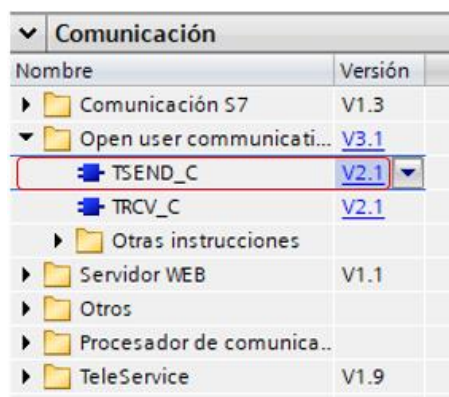 Comunicación
Nombre Versión
Comunicación S7 V1.3
Open user communicati... V3.1
TSEND_C V2.1
TRCV_C V2.1
Otras instrucciones
Servidor WEB V1.1
Otros
Procesador de comunica..
TeleService V1.9